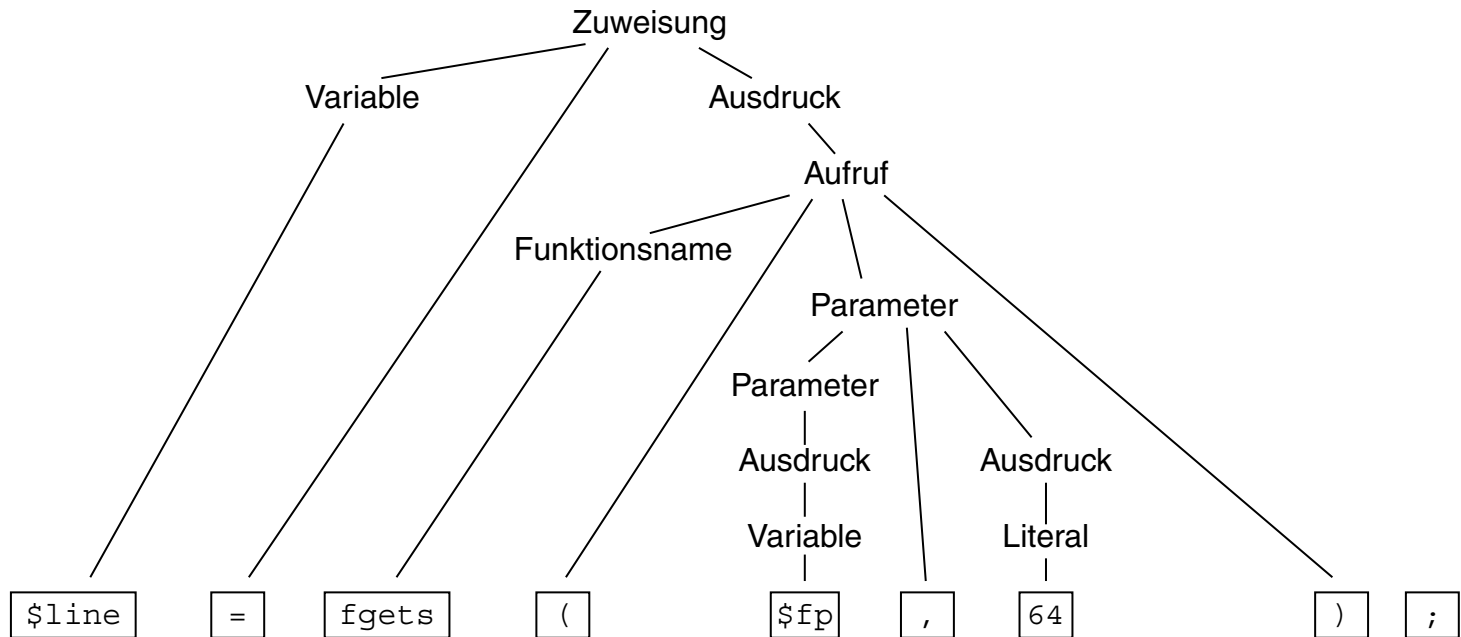 Zuweisung
Variable Ausdruck
Aufruf
Funktionsname
Parameter
Parameter
Ausdruck Ausdruck
Variable Literal
$line = fgets ( $fp , 64 ) ;